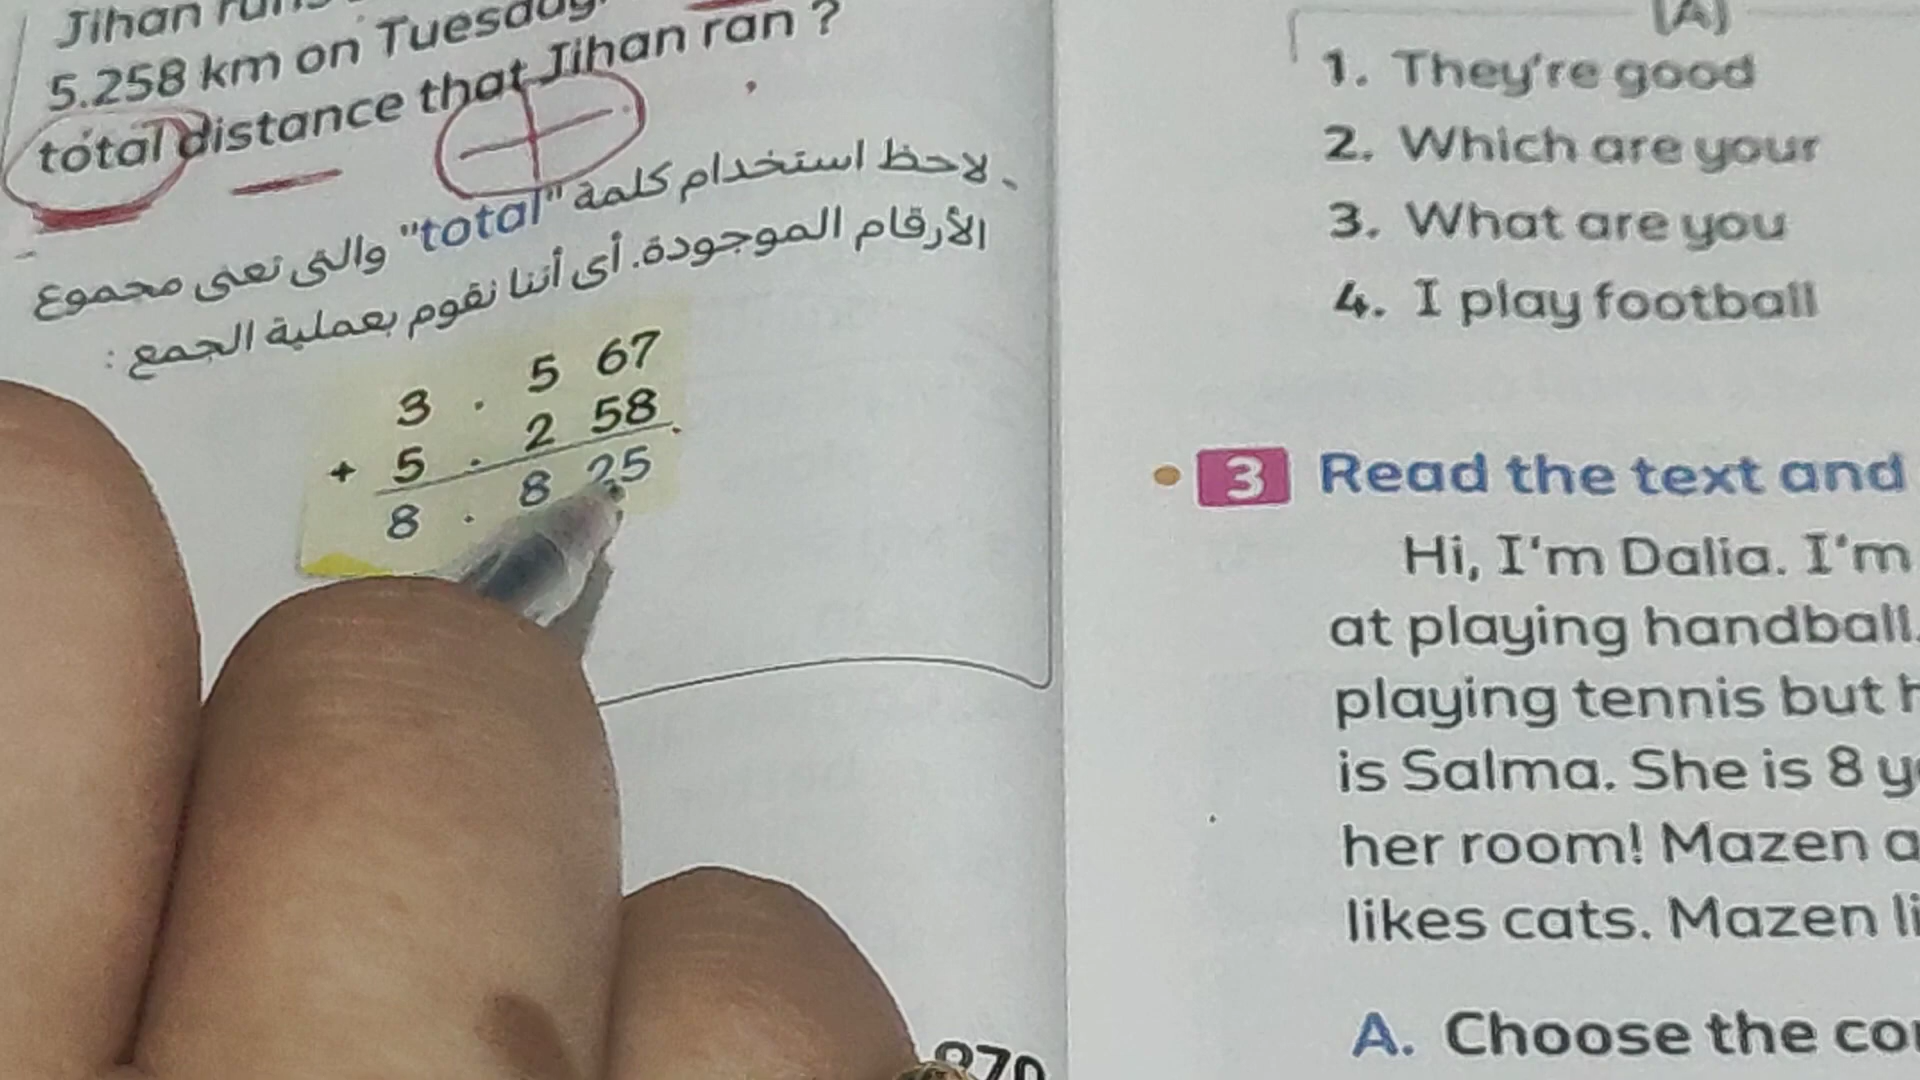 Jihan
5.258 km on Tuesday
total distance that Jihan ran ?
لاحظ استخدام كلمة "total" والتى تعنى مجموع
الأرقام الموجودة. أى أننا نقوم بعملية الجمع :
3 . 5 67
+ 5 . 2 58
8 . 8 25
(A)
1. They're good
2. Which are your
3. What are you
4. I play football
3 Read the text and
Hi, I'm Dalia. I'm
at playing handball.
playing tennis but
is Salma. She is 8
her room! Mazen
likes cats. Mazen
A. Choose the